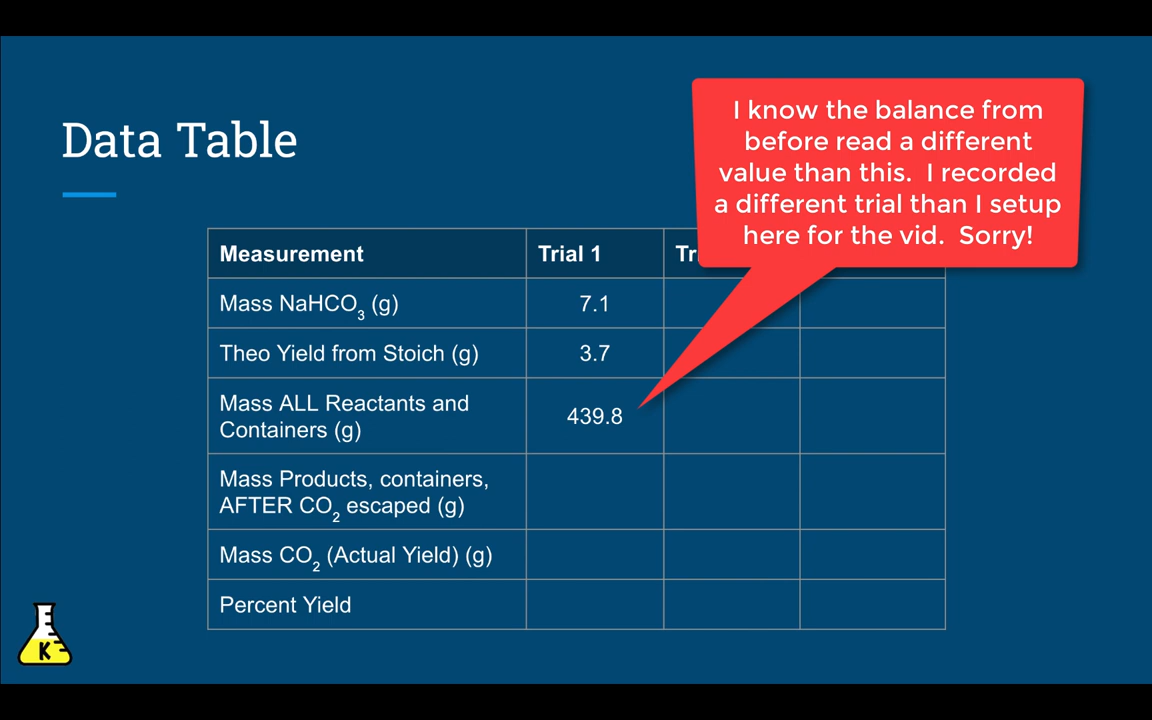 I know the balance from
before read a different
value than this. I recorded
a different trial than I setup
here for the vid. Sorry!
Data Table
Measurement Trial 1 Tr
Mass NaHCO₃ (g) 7.1
Theo Yield from Stoich (g) 3.7
Mass ALL Reactants and
Containers (g) 439.8
Mass Products, containers,
AFTER CO₂ escaped (g)
Mass CO₂ (Actual Yield) (g)
Percent Yield
K